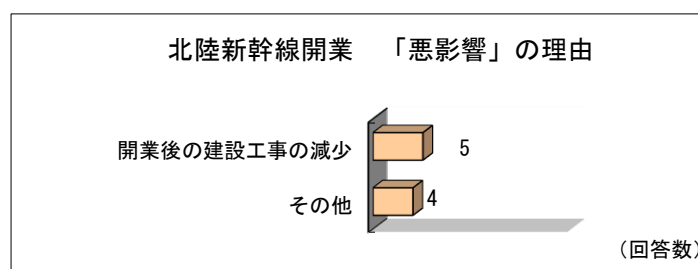 北陸新幹線開業　「悪影響」の理由
開業後の建設工事の減少　5
その他　4
（回答数）